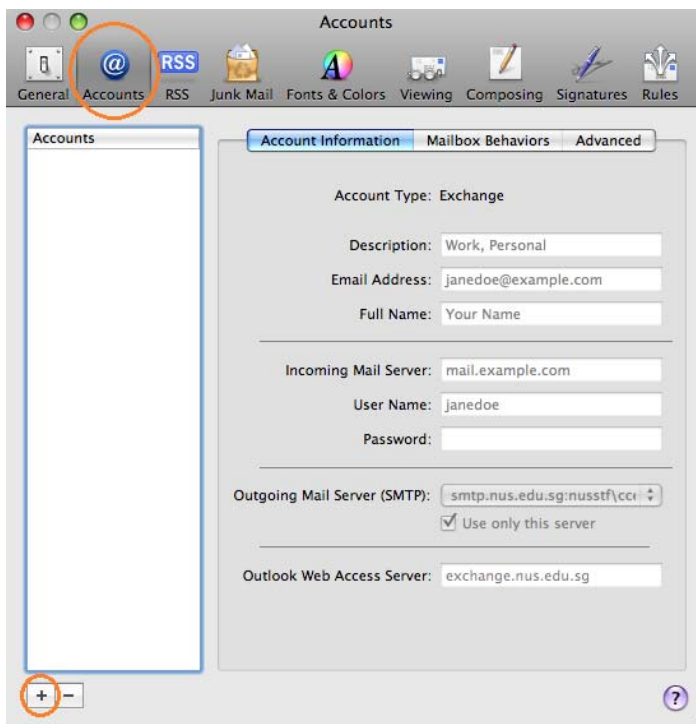 Accounts
@ RSS A
General Accounts RSS Junk Mail Fonts & Colors Viewing Composing Signatures Rules
Accounts
Account Information Mailbox Behaviors Advanced
Account Type: Exchange
Description: Work, Personal
Email Address: janedoe@example.com
Full Name: Your Name
Incoming Mail Server: mail.example.com
User Name: janedoe
Password:
Outgoing Mail Server (SMTP): smtp.nus.edu.sg:nusstf\cce
Use only this server
Outlook Web Access Server: exchange.nus.edu.sg
+ − ?